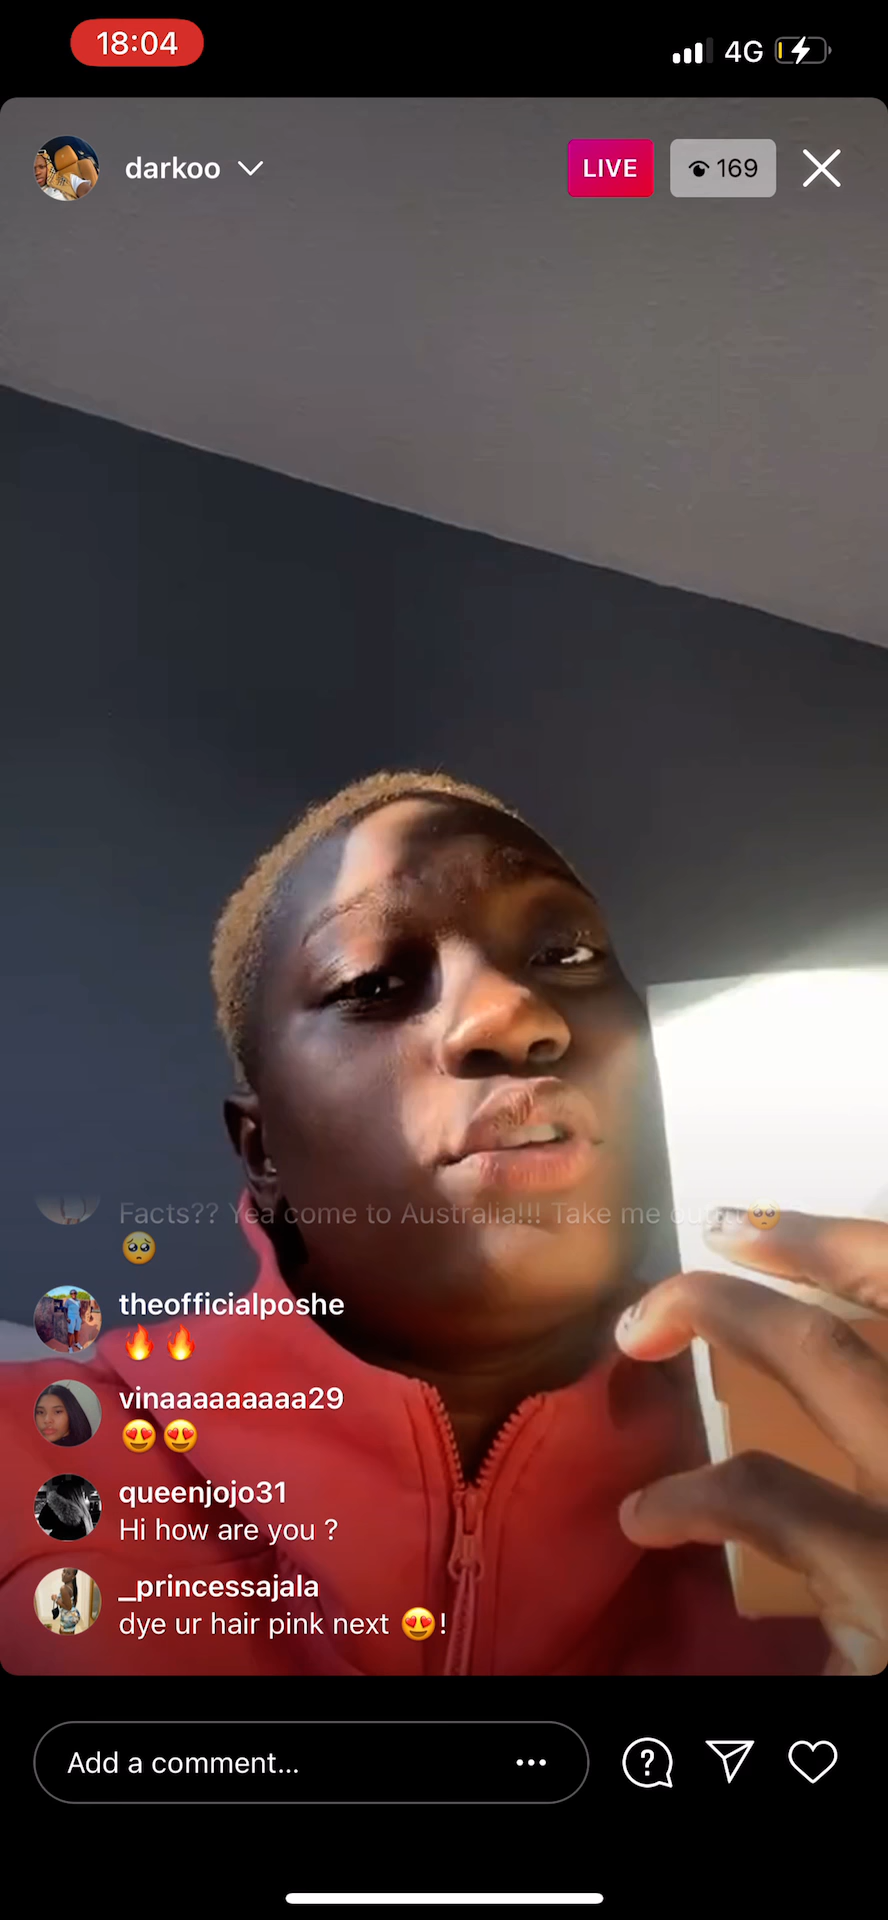 18:04
4G
darkoo
LIVE
169
Facts?? Yea come to Australia!!! Take me
🥺
theofficialposhe
🔥 🔥
vinaaaaaaaaa29
😍😍
queenjojo31
Hi how are you ?
_princessajala
dye ur hair pink next 😍!
Add a comment...